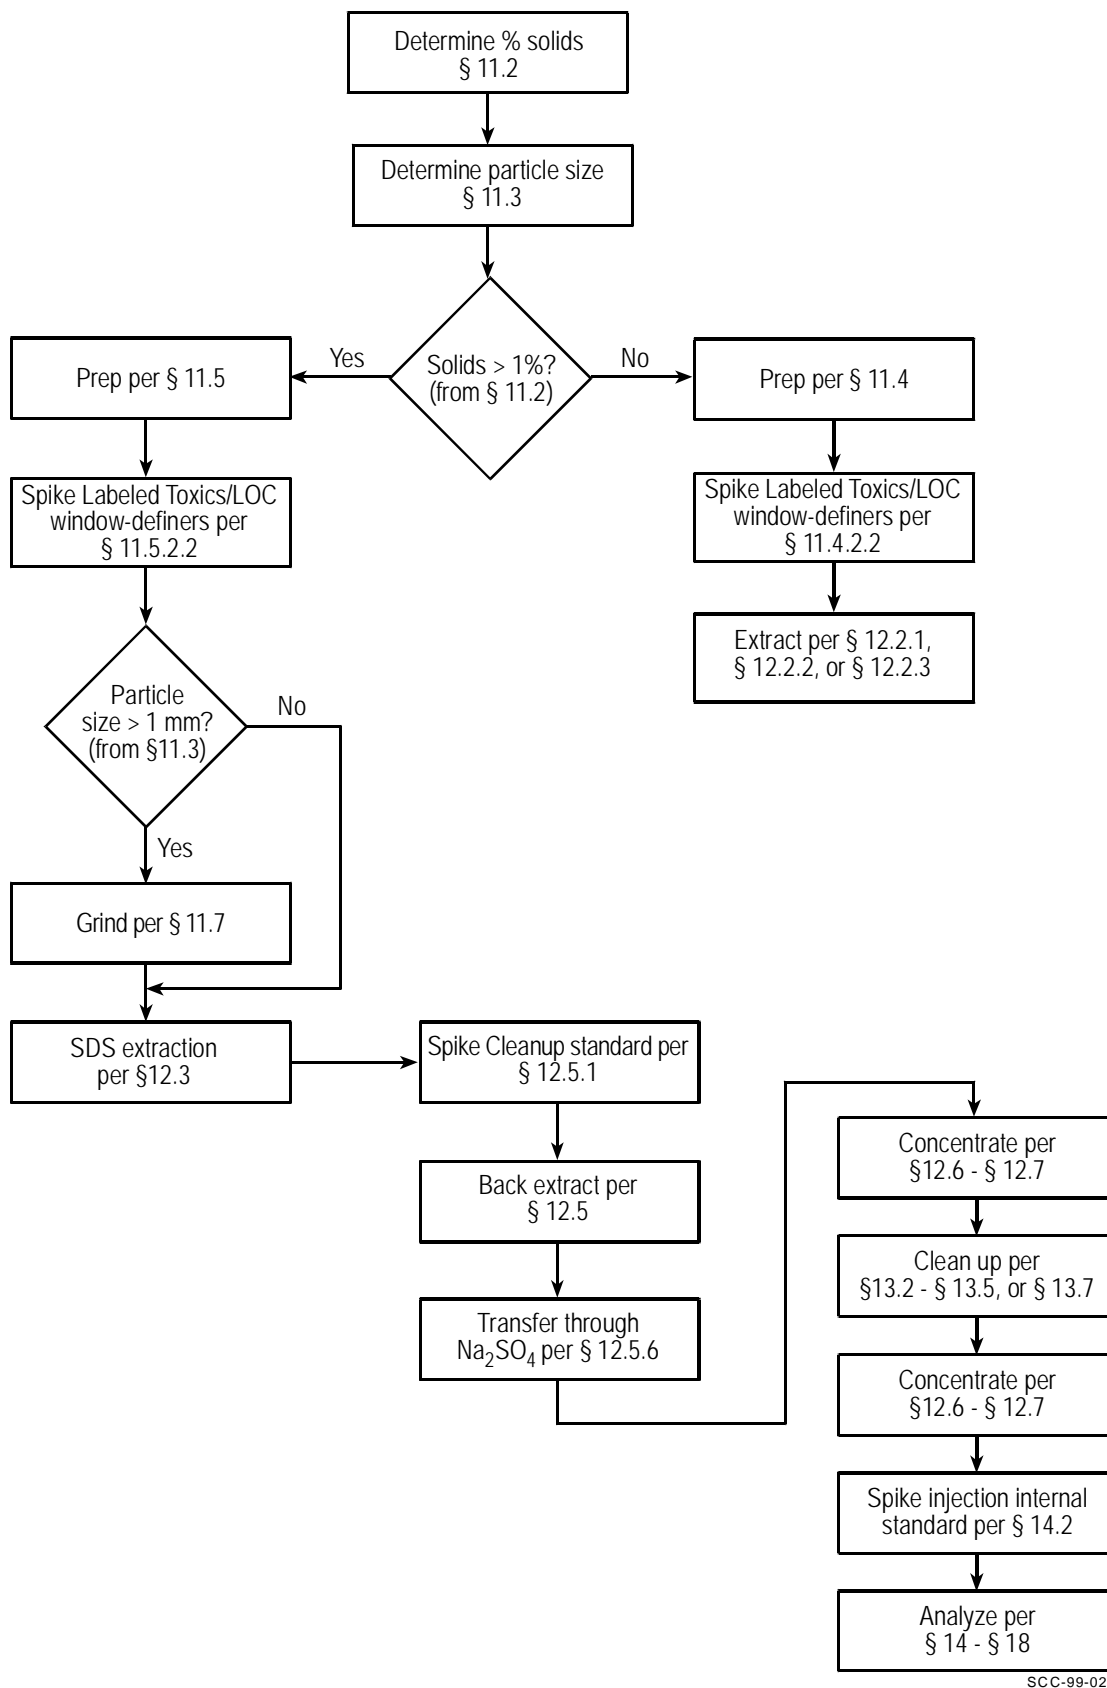 Determine % solids
§ 11.2
Determine particle size
§ 11.3
Solids > 1%?
(from § 11.2)
Yes
No
Prep per § 11.5
Prep per § 11.4
Spike Labeled Toxics/LOC
window-definers per
§ 11.5.2.2
Spike Labeled Toxics/LOC
window-definers per
§ 11.4.2.2
Extract per § 12.2.1,
§ 12.2.2, or § 12.2.3
Particle
size > 1 mm?
(from §11.3)
No
Yes
Grind per § 11.7
SDS extraction
per §12.3
Spike Cleanup standard per
§ 12.5.1
Back extract per
§ 12.5
Transfer through
Na₂SO₄ per § 12.5.6
Concentrate per
§12.6 - § 12.7
Clean up per
§13.2 - § 13.5, or § 13.7
Concentrate per
§12.6 - § 12.7
Spike injection internal
standard per § 14.2
Analyze per
§ 14 - § 18
SCC-99-02